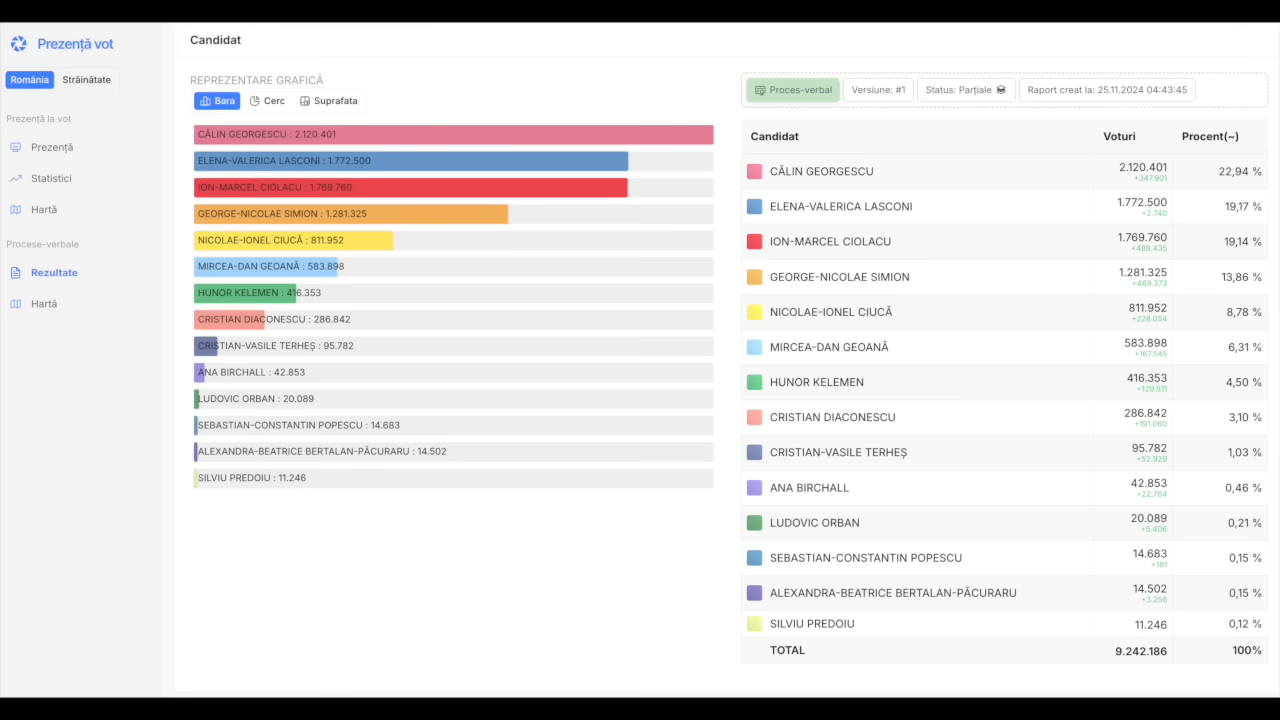 Prezență vot
România Străinătate
Prezența la vot
Prezență
Statistici
Hartă
Procese-verbale
Rezultate
Hartă
Candidat
REPREZENTARE GRAFICĂ
Bara Cerc Suprafata
CĂLIN GEORGESCU : 2.120.401
ELENA-VALERICA LASCONI : 1.772.500
ION-MARCEL CIOLACU : 1.769.760
GEORGE-NICOLAE SIMION : 1.281.325
NICOLAE-IONEL CIUCĂ : 811.952
MIRCEA-DAN GEOANĂ : 583.898
HUNOR KELEMEN : 416.353
CRISTIAN DIACONESCU : 286.842
CRISTIAN-VASILE TERHEȘ : 95.782
ANA BIRCHALL : 42.853
LUDOVIC ORBAN : 20.089
SEBASTIAN-CONSTANTIN POPESCU : 14.683
ALEXANDRA-BEATRICE BERTALAN-PĂCURARU : 14.502
SILVIU PREDOIU : 11.246
Proces-verbal Versiune: #1 Status: Parțiale Raport creat la: 25.11.2024 04:43:45
Candidat Voturi Procent(~)
CĂLIN GEORGESCU 2.120.401 22,94 %
+347.901
ELENA-VALERICA LASCONI 1.772.500 19,17 %
+2.740
ION-MARCEL CIOLACU 1.769.760 19,14 %
+488.435
GEORGE-NICOLAE SIMION 1.281.325 13,86 %
+469.373
NICOLAE-IONEL CIUCĂ 811.952 8,78 %
+228.054
MIRCEA-DAN GEOANĂ 583.898 6,31 %
+167.545
HUNOR KELEMEN 416.353 4,50 %
+129.511
CRISTIAN DIACONESCU 286.842 3,10 %
+191.060
CRISTIAN-VASILE TERHEȘ 95.782 1,03 %
+52.929
ANA BIRCHALL 42.853 0,46 %
+22.764
LUDOVIC ORBAN 20.089 0,21 %
+5.406
SEBASTIAN-CONSTANTIN POPESCU 14.683 0,15 %
+181
ALEXANDRA-BEATRICE BERTALAN-PĂCURARU 14.502 0,15 %
+3.256
SILVIU PREDOIU 11.246 0,12 %
TOTAL 9.242.186 100%